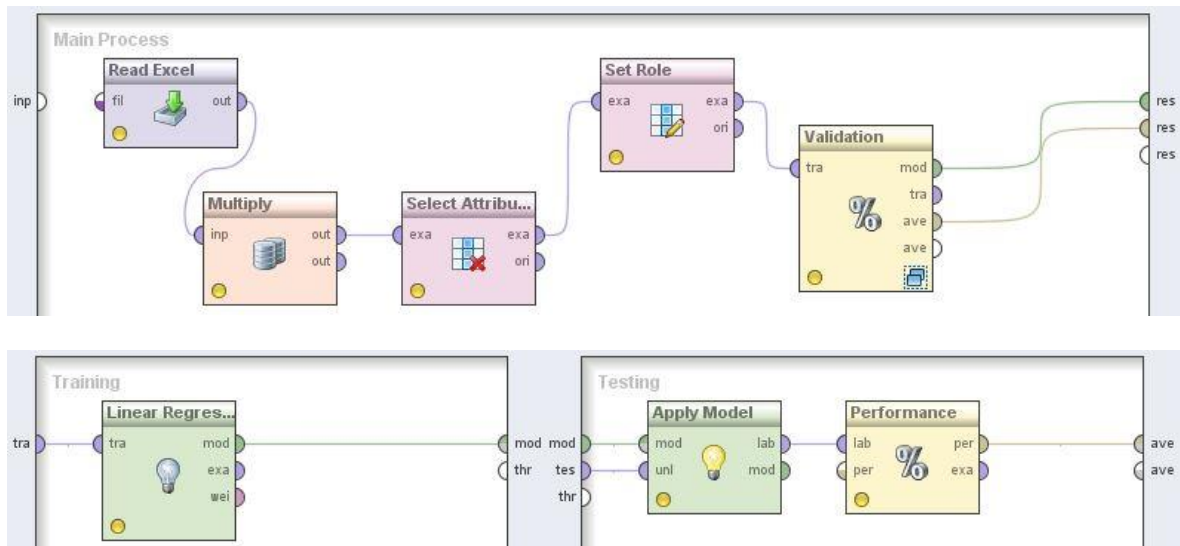 Main Process
Read Excel
Set Role
inp
fil
out
exa
exa
res
ori
res
Validation
res
tra
mod
Multiply
Select Attribu...
tra
inp
out
exa
exa
ave
out
ori
ave
Training
Testing
Linear Regres...
Apply Model
Performance
tra
tra
mod
mod
mod
mod
lab
lab
per
ave
exa
thr
tes
unl
mod
per
exa
ave
wei
thr